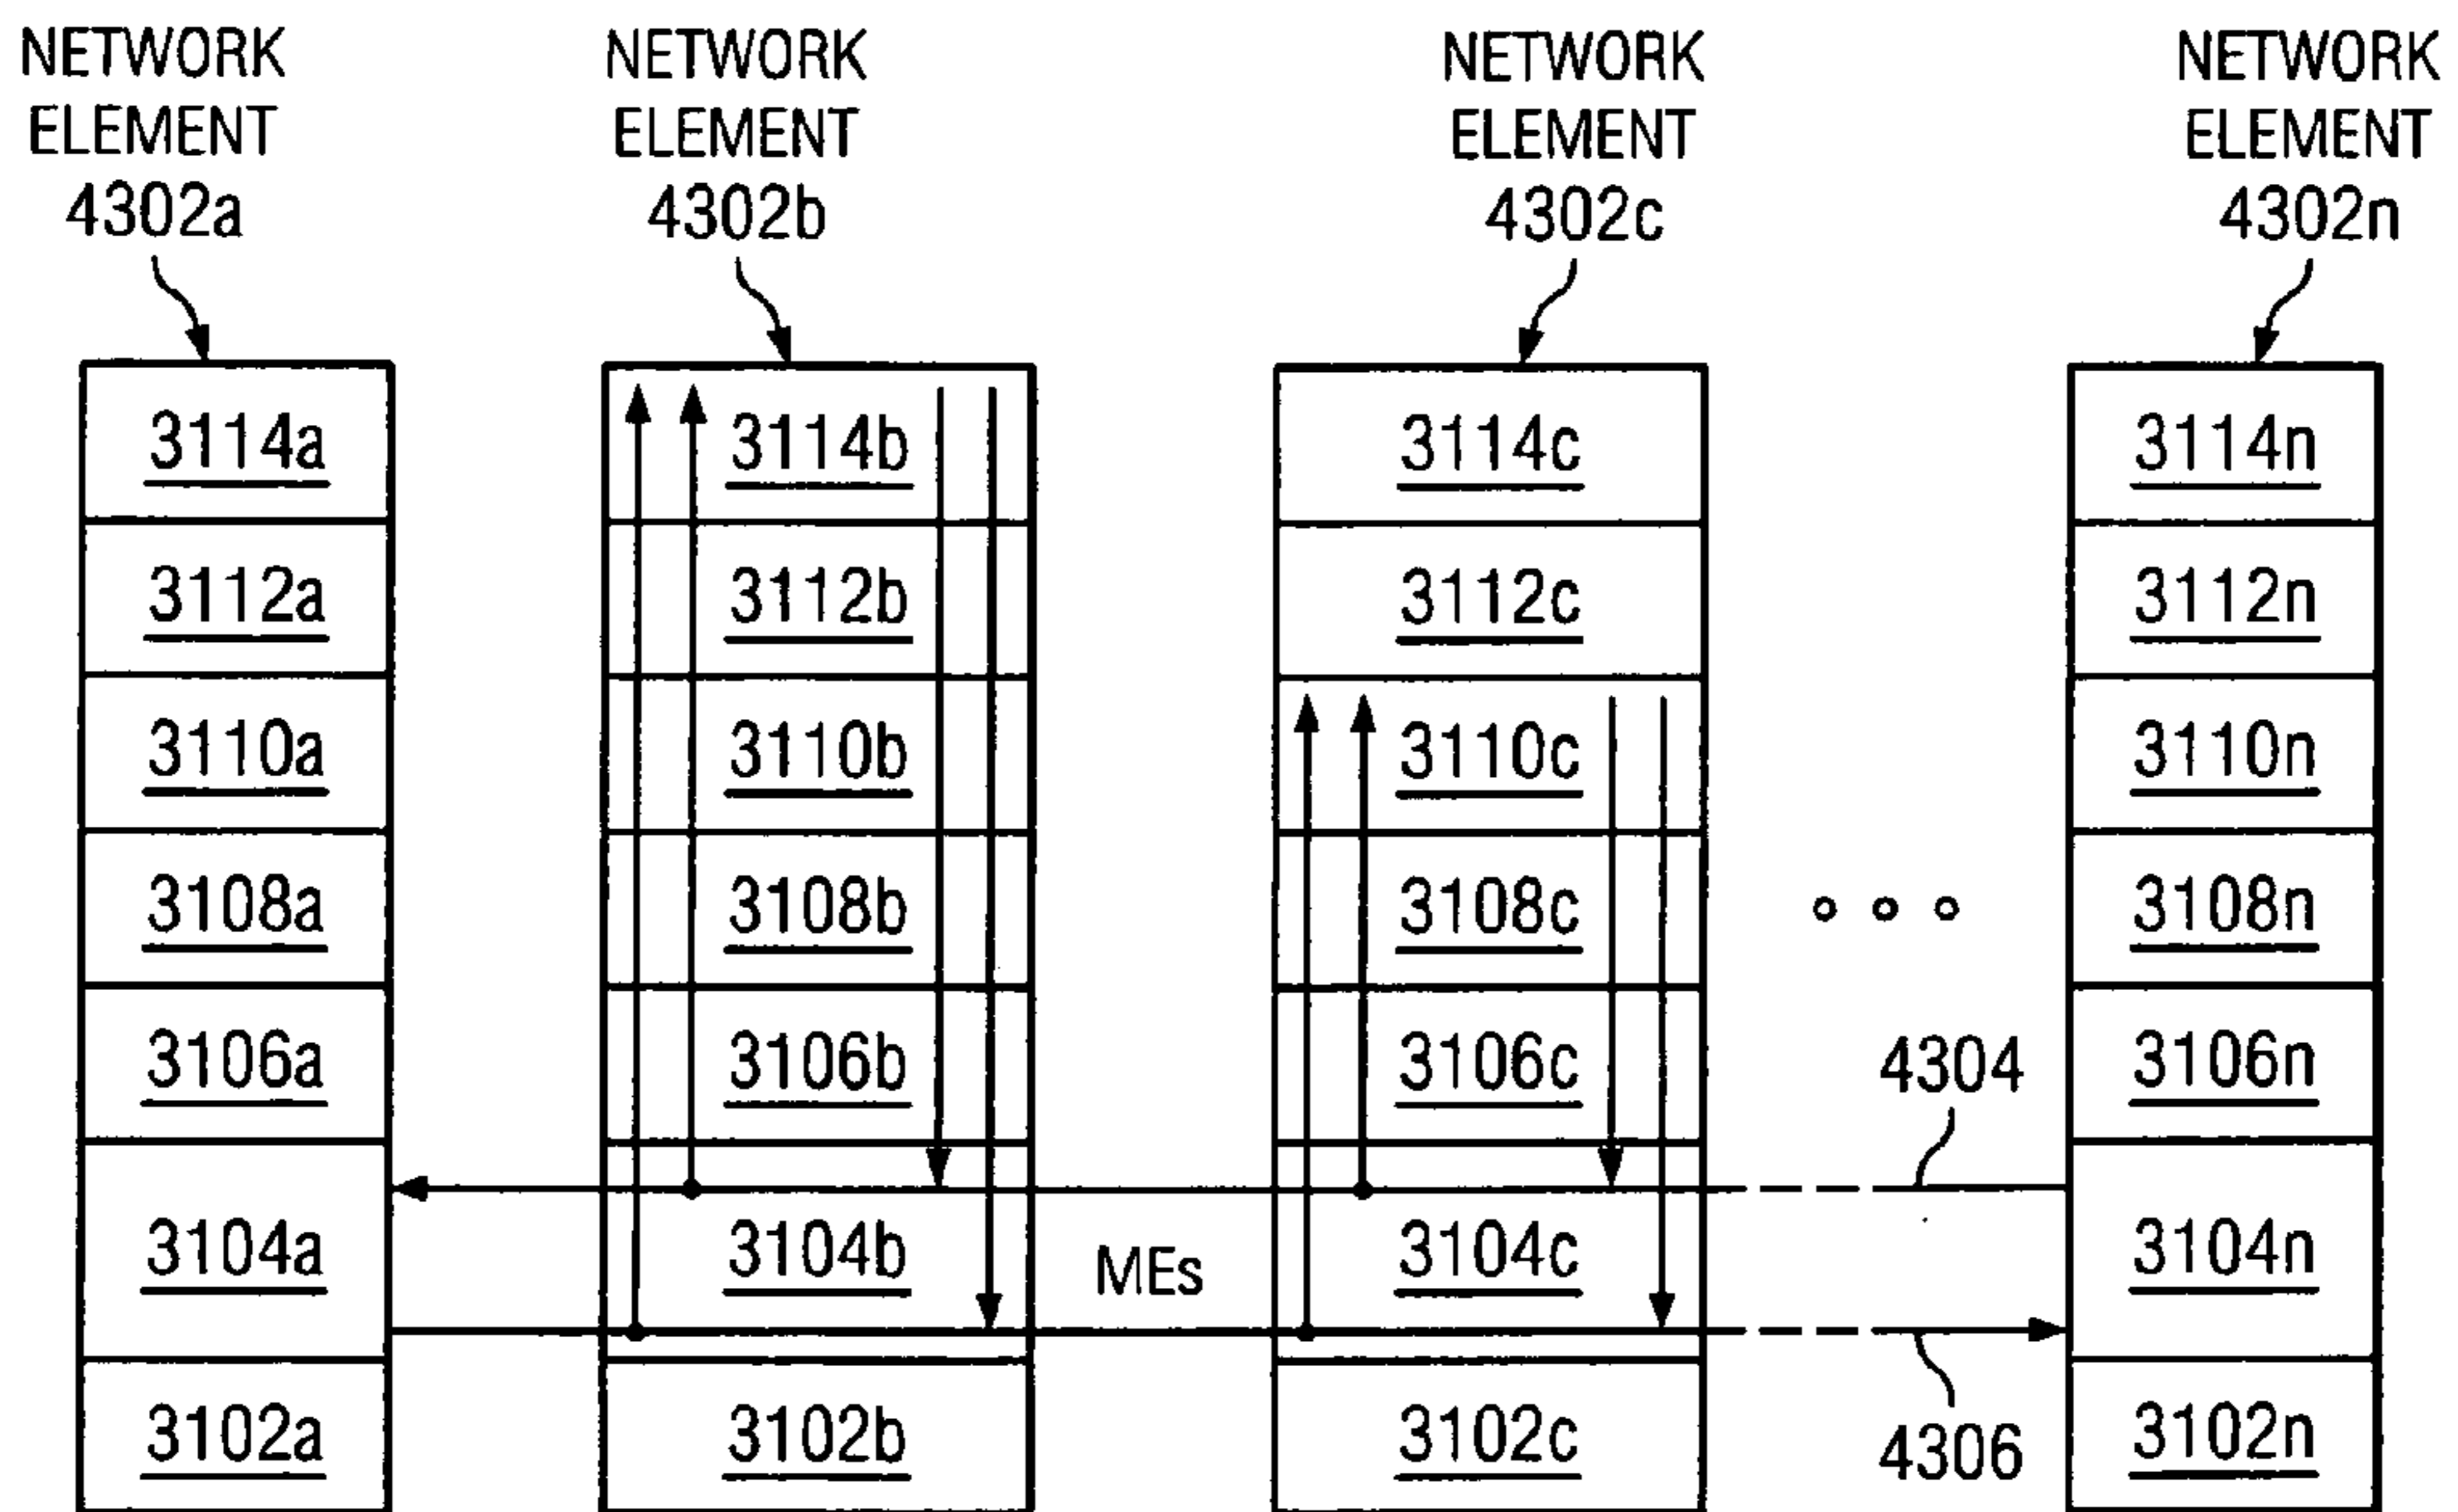 NETWORK
ELEMENT
4302a
NETWORK
ELEMENT
4302b
NETWORK
ELEMENT
4302c
NETWORK
ELEMENT
4302n
3114a
3114b
3114c
3114n
3112a
3112b
3112c
3112n
3110a
3110b
3110c
3110n
3108a
3108b
3108c
3108n
3106a
3106b
3106c
4304
3106n
3104a
3104b
MEs
3104c
3104n
3102a
3102b
3102c
4306
3102n